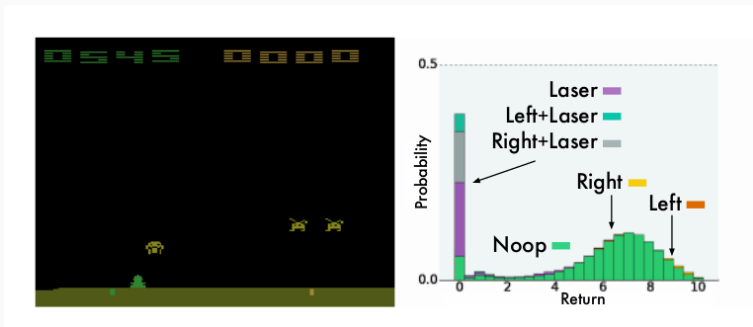 0545 0000
0.5
Laser
Left+Laser
Right+Laser
Right
Left
Noop
Probability
0.0
0 2 4 6 8 10
Return